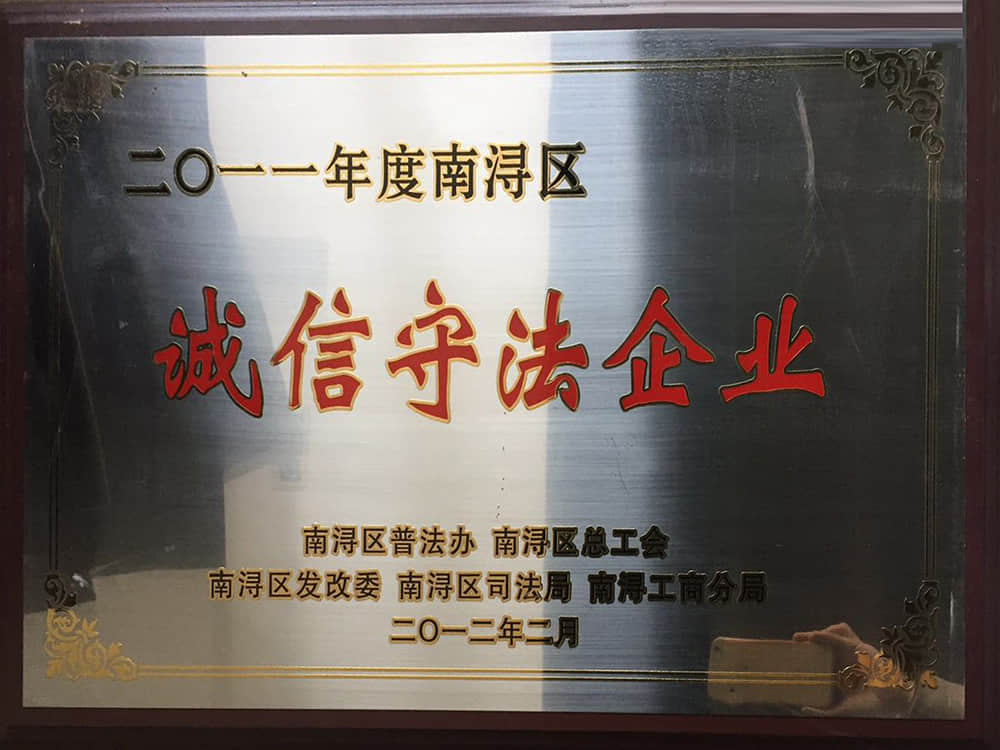 二〇一一年度南浔区
诚信守法企业
南浔区普法办 南浔区总工会
南浔区发改委 南浔区司法局 南浔工商分局
二〇一二年二月